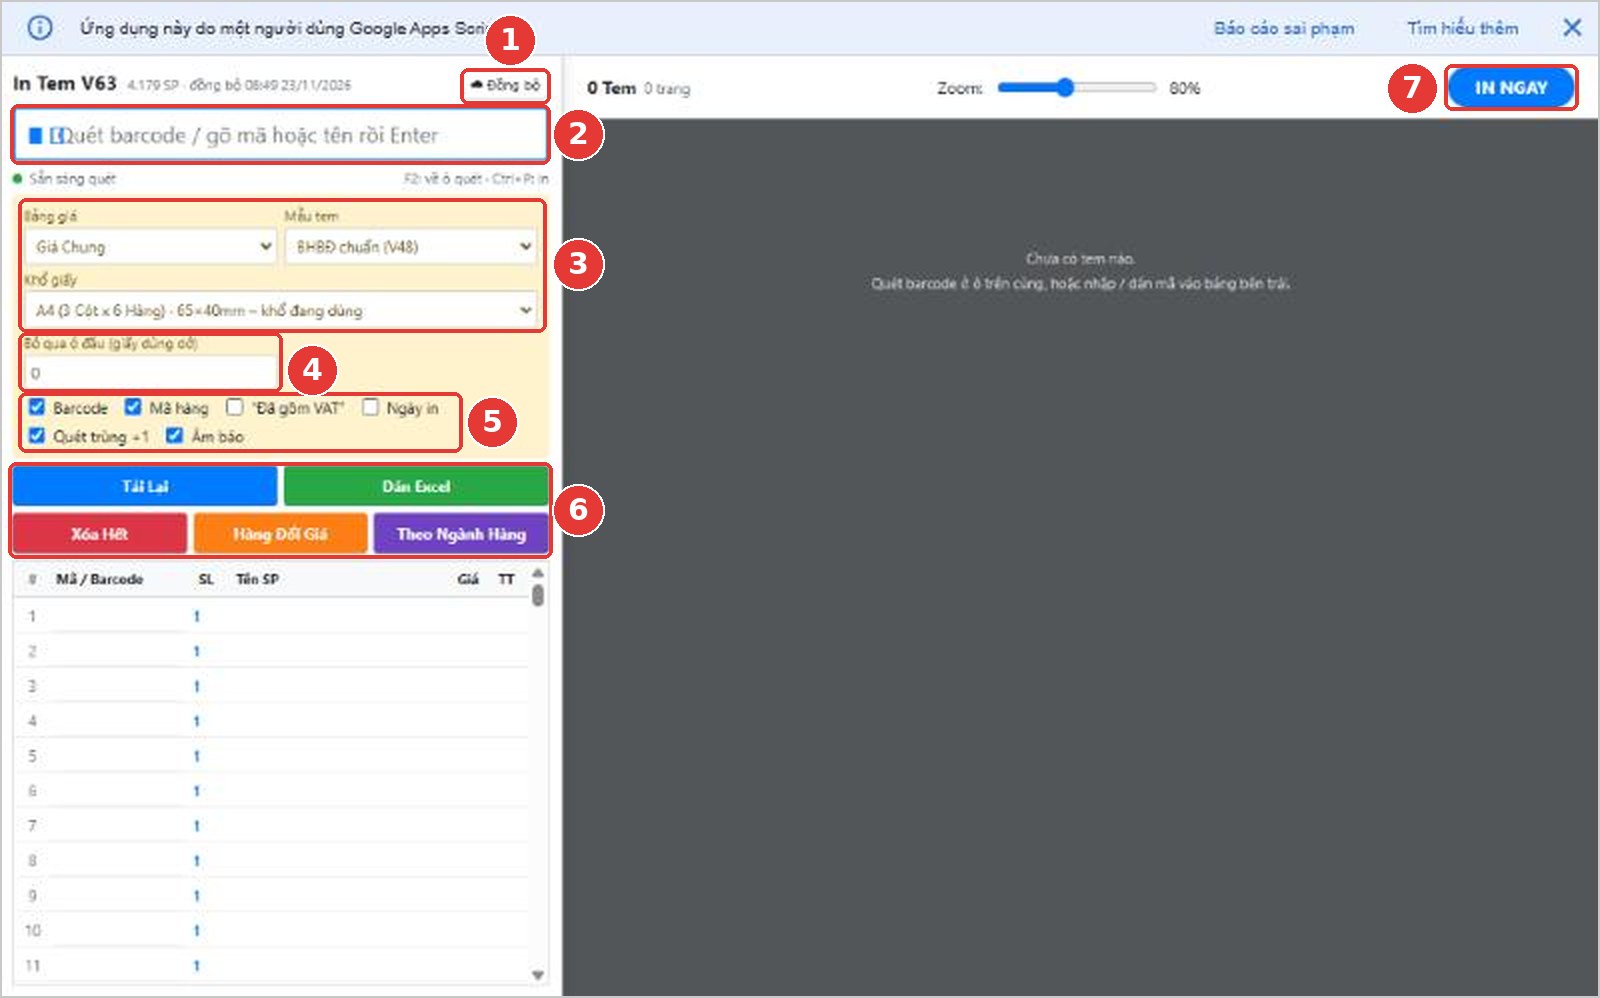 Ứng dụng này do một người dùng Google Apps Scri
Báo cáo sai phạm
Tìm hiểu thêm
1
In Tem V63 4.179 SP · đồng bộ 08:49 23/11/2026
Đồng bộ
0 Tem 0 trang
Zoom: 80%
7
IN NGAY
Quét barcode / gõ mã hoặc tên rồi Enter
2
Sẵn sàng quét
F2: về ô quét · Ctrl+P: in
Bảng giá
Mẫu tem
Giá Chung
BHBĐ chuẩn (V48)
3
Khổ giấy
A4 (3 Cột x 6 Hàng) · 65×40mm — khổ đang dùng
Bỏ qua ô đầu (giấy dùng dở)
0
4
Barcode Mã hàng "Đã gồm VAT" Ngày in
Quét trùng +1 Âm báo
5
Tải Lại
Dán Excel
6
Xóa Hết
Hàng Đổi Giá
Theo Ngành Hàng
# Mã / Barcode SL Tên SP Giá TT
1 1
2 1
3 1
4 1
5 1
6 1
7 1
8 1
9 1
10 1
11 1
Chưa có tem nào.
Quét barcode ở ô trên cùng, hoặc nhập / dán mã vào bảng bên trái.